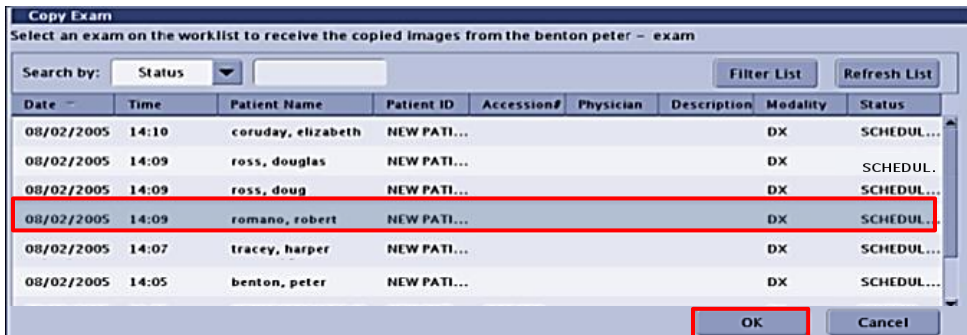 Copy Exam
Select an exam on the worklist to receive the copied images from the benton peter – exam
Search by: Status Filter List Refresh List
Date Time Patient Name Patient ID Accession# Physician Description Modality Status
08/02/2005 14:10 coruday, elizabeth NEW PATI... DX SCHEDUL...
08/02/2005 14:09 ross, douglas NEW PATI... DX SCHEDUL.
08/02/2005 14:09 ross, doug NEW PATI... DX SCHEDUL...
08/02/2005 14:09 romano, robert NEW PATI... DX SCHEDUL...
08/02/2005 14:07 tracey, harper NEW PATI... DX SCHEDUL...
08/02/2005 14:05 benton, peter NEW PATI... DX SCHEDUL...
OK Cancel